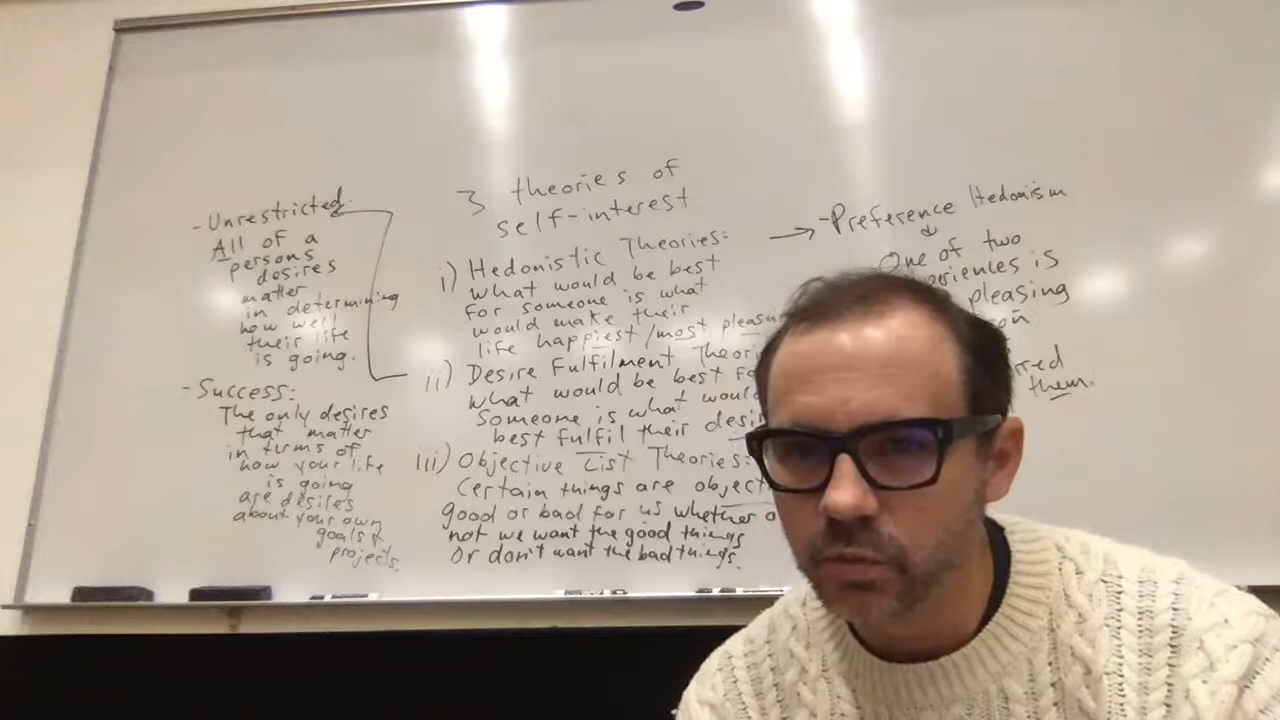 3 theories of
self-interest
i) Hedonistic Theories:
what would be best
for someone is what
would make their
life happiest/most
ii) Desire Fulfilment
what would be best
Someone is what would
best fulfil their
iii) Objective List Theories:
Certain things are
good or bad for us whether
not we want the good things
Or don't want the bad things.
- Unrestricted:
All of a
persons
desires
matter
in determining
how well
their life
is going.
- Success:
The only desires
that matter
in terms of
how your life
is going
are desires
about your own
goals &
projects.
→ - Preference Hedonism
One of two
is
pleasing
them.